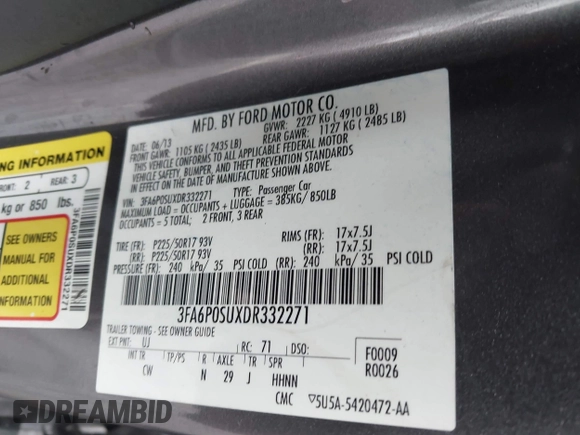 MFD. BY FORD MOTOR CO.
DATE: 06/13 GVWR: 2227 KG ( 4910 LB)
FRONT GAWR: 1105 KG ( 2435 LB) REAR GAWR: 1127 KG ( 2485 LB)
THIS VEHICLE CONFORMS TO ALL APPLICABLE FEDERAL MOTOR
VEHICLE SAFETY, BUMPER, AND THEFT PREVENTION STANDARDS
IN EFFECT ON THE DATE OF MANUFACTURE SHOWN ABOVE.
VIN: 3FA6P0SUXDR332271 TYPE: Passenger Car
MAXIMUM = OCCUPANTS + LUGGAGE = 385KG/ 850LB
OCCUPANTS = 5 TOTAL; 2 FRONT, 3 REAR
TIRE (FR): P225/50R17 93V RIMS (FR): 17x7.5J
(RR): P225/50R17 93V (RR): 17x7.5J
PRESSURE (FR): 240 kPa/ 35 PSI COLD (RR): 240 kPa/ 35 PSI COLD
3FA6P0SUXDR332271
TRAILER TOWING - SEE OWNER GUIDE
EXT PNT: UJ RC: 71 DSO:
INT TR TP/PS R AXLE TR SPR
CW N 29 J HHNN
F0009
R0026
CMC 5U5A-5420472-AA
NG INFORMATION
FRONT: 2 REAR: 3
kg or 850 lbs.
SEE OWNERS
MANUAL FOR
ADDITIONAL
INFORMATION
3FA6P0SUXDR332271
RepairableInfo